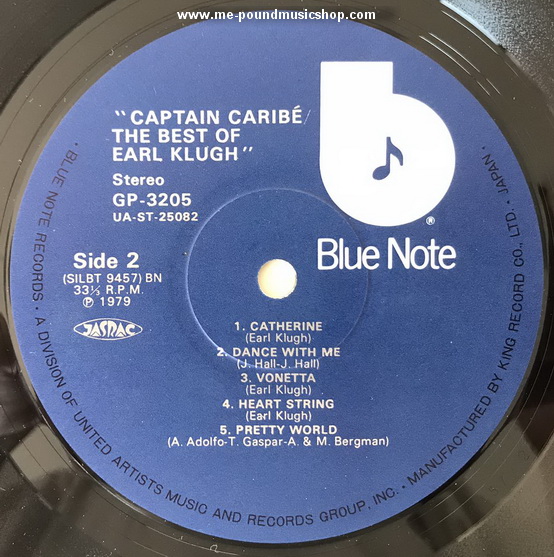 www.me-poundmusicshop.com
"CAPTAIN CARIBÉ/
THE BEST OF
EARL KLUGH"
Stereo
GP-3205
UA-ST-25082
b
®
Blue Note
Side 2
(SILBT 9457) BN
33⅓ R.P.M.
℗ 1979
JASRAC
1. CATHERINE
(Earl Klugh)
2. DANCE WITH ME
(J. Hall-J. Hall)
3. VONETTA
(Earl Klugh)
4. HEART STRING
(Earl Klugh)
5. PRETTY WORLD
(A. Adolfo-T. Gaspar-A. & M. Bergman)
• BLUE NOTE RECORDS • A DIVISION OF UNITED ARTISTS MUSIC AND RECORDS GROUP, INC. • MANUFACTURED BY KING RECORD CO., LTD. • JAPAN •